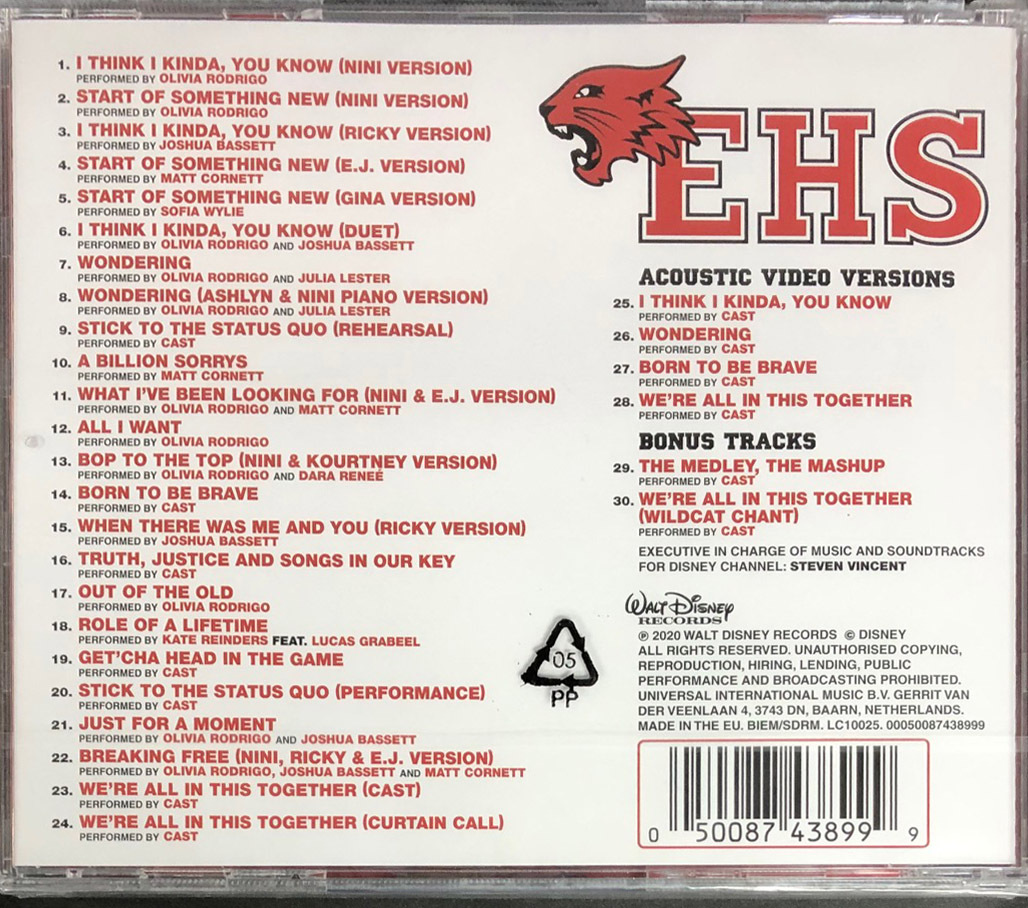 1. I THINK I KINDA, YOU KNOW (NINI VERSION)
PERFORMED BY OLIVIA RODRIGO
2. START OF SOMETHING NEW (NINI VERSION)
PERFORMED BY OLIVIA RODRIGO
3. I THINK I KINDA, YOU KNOW (RICKY VERSION)
PERFORMED BY JOSHUA BASSETT
4. START OF SOMETHING NEW (E.J. VERSION)
PERFORMED BY MATT CORNETT
5. START OF SOMETHING NEW (GINA VERSION)
PERFORMED BY SOFIA WYLIE
6. I THINK I KINDA, YOU KNOW (DUET)
PERFORMED BY OLIVIA RODRIGO AND JOSHUA BASSETT
7. WONDERING
PERFORMED BY OLIVIA RODRIGO AND JULIA LESTER
8. WONDERING (ASHLYN & NINI PIANO VERSION)
PERFORMED BY OLIVIA RODRIGO AND JULIA LESTER
9. STICK TO THE STATUS QUO (REHEARSAL)
PERFORMED BY CAST
10. A BILLION SORRYS
PERFORMED BY MATT CORNETT
11. WHAT I'VE BEEN LOOKING FOR (NINI & E.J. VERSION)
PERFORMED BY OLIVIA RODRIGO AND MATT CORNETT
12. ALL I WANT
PERFORMED BY OLIVIA RODRIGO
13. BOP TO THE TOP (NINI & KOURTNEY VERSION)
PERFORMED BY OLIVIA RODRIGO AND DARA RENEÉ
14. BORN TO BE BRAVE
PERFORMED BY CAST
15. WHEN THERE WAS ME AND YOU (RICKY VERSION)
PERFORMED BY JOSHUA BASSETT
16. TRUTH, JUSTICE AND SONGS IN OUR KEY
PERFORMED BY CAST
17. OUT OF THE OLD
PERFORMED BY OLIVIA RODRIGO
18. ROLE OF A LIFETIME
PERFORMED BY KATE REINDERS FEAT. LUCAS GRABEEL
19. GET'CHA HEAD IN THE GAME
PERFORMED BY CAST
20. STICK TO THE STATUS QUO (PERFORMANCE)
PERFORMED BY CAST
21. JUST FOR A MOMENT
PERFORMED BY OLIVIA RODRIGO AND JOSHUA BASSETT
22. BREAKING FREE (NINI, RICKY & E.J. VERSION)
PERFORMED BY OLIVIA RODRIGO, JOSHUA BASSETT AND MATT CORNETT
23. WE'RE ALL IN THIS TOGETHER (CAST)
PERFORMED BY CAST
24. WE'RE ALL IN THIS TOGETHER (CURTAIN CALL)
PERFORMED BY CAST
EHS
ACOUSTIC VIDEO VERSIONS
25. I THINK I KINDA, YOU KNOW
PERFORMED BY CAST
26. WONDERING
PERFORMED BY CAST
27. BORN TO BE BRAVE
PERFORMED BY CAST
28. WE'RE ALL IN THIS TOGETHER
PERFORMED BY CAST
BONUS TRACKS
29. THE MEDLEY, THE MASHUP
PERFORMED BY CAST
30. WE'RE ALL IN THIS TOGETHER
(WILDCAT CHANT)
PERFORMED BY CAST
EXECUTIVE IN CHARGE OF MUSIC AND SOUNDTRACKS
FOR DISNEY CHANNEL: STEVEN VINCENT
WALT DISNEY
RECORDS
℗ 2020 WALT DISNEY RECORDS © DISNEY
ALL RIGHTS RESERVED. UNAUTHORISED COPYING,
REPRODUCTION, HIRING, LENDING, PUBLIC
PERFORMANCE AND BROADCASTING PROHIBITED.
UNIVERSAL INTERNATIONAL MUSIC B.V. GERRIT VAN
DER VEENLAAN 4, 3743 DN, BAARN, NETHERLANDS.
MADE IN THE EU. BIEM/SDRM. LC10025. 00050087438999
05
PP
0 50087 43899 9